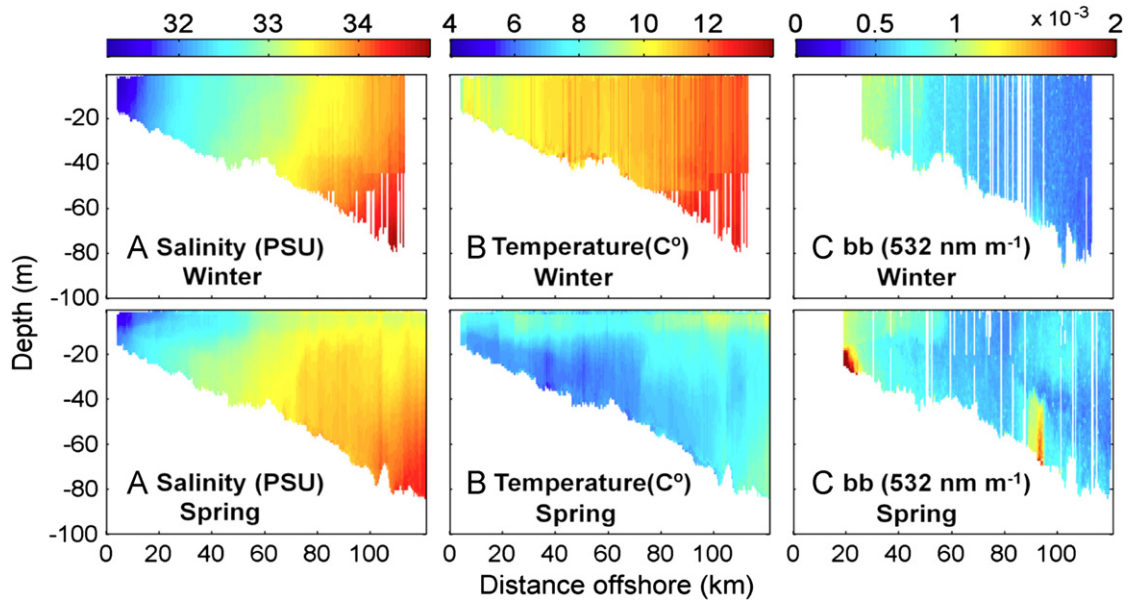 32 33 34 4 6 8 10 12 0 0.5 1 x 10-3 2
-20
-40
-60
-80
-100
A Salinity (PSU)
Winter
B Temperature(Cº)
Winter
C bb (532 nm m-1)
Winter
Depth (m)
-20
-40
-60
-80
-100
A Salinity (PSU)
Spring
B Temperature(Cº)
Spring
C bb (532 nm m-1)
Spring
0 20 40 60 80 100 0 20 40 60 80 100 0 20 40 60 80 100
Distance offshore (km)